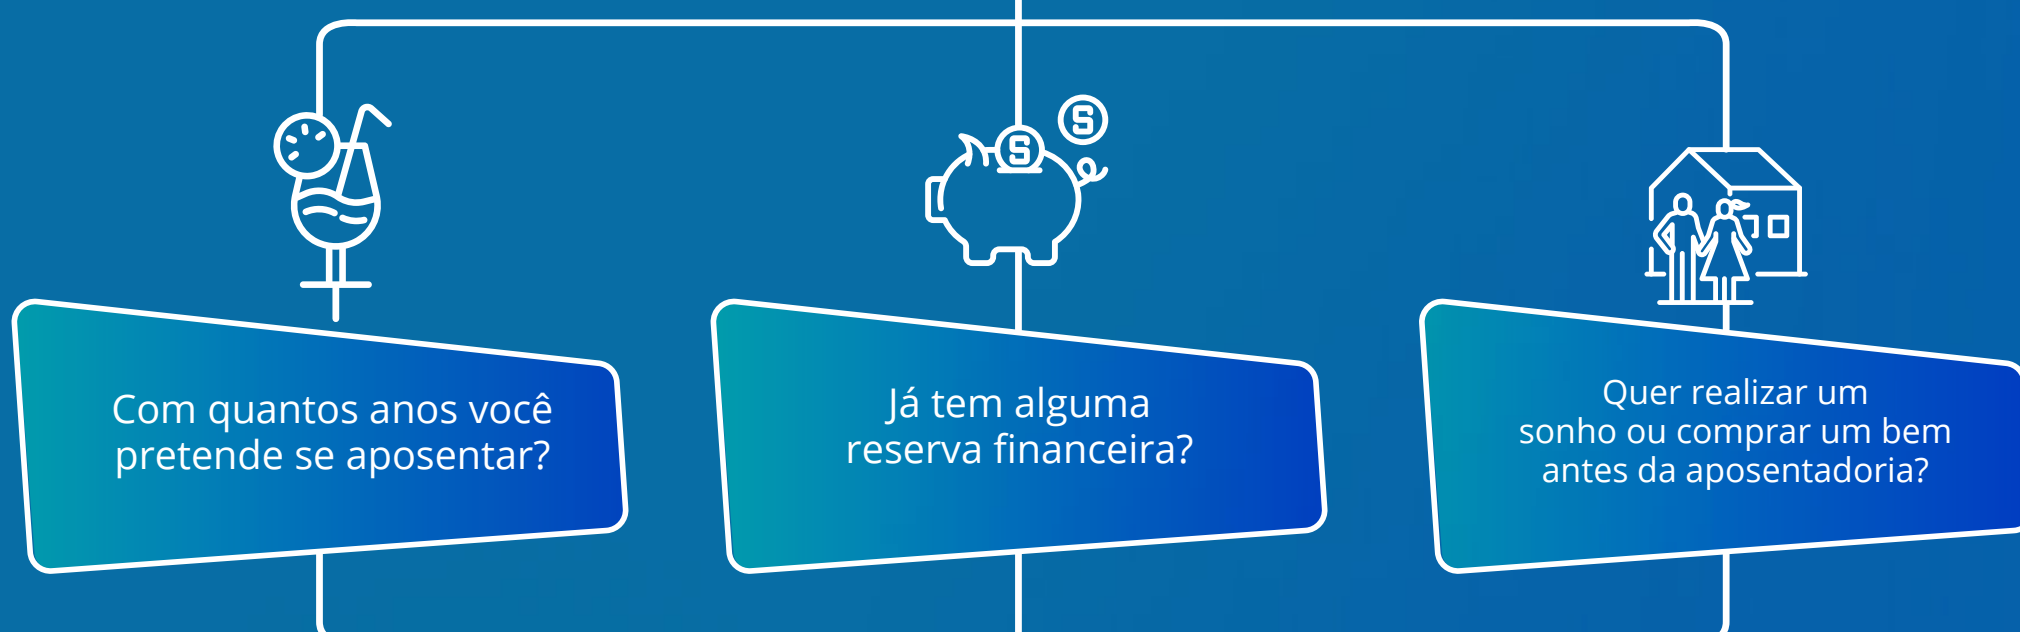 S
S
Com quantos anos você
pretende se aposentar?
Já tem alguma
reserva financeira?
Quer realizar um
sonho ou comprar um bem
antes da aposentadoria?